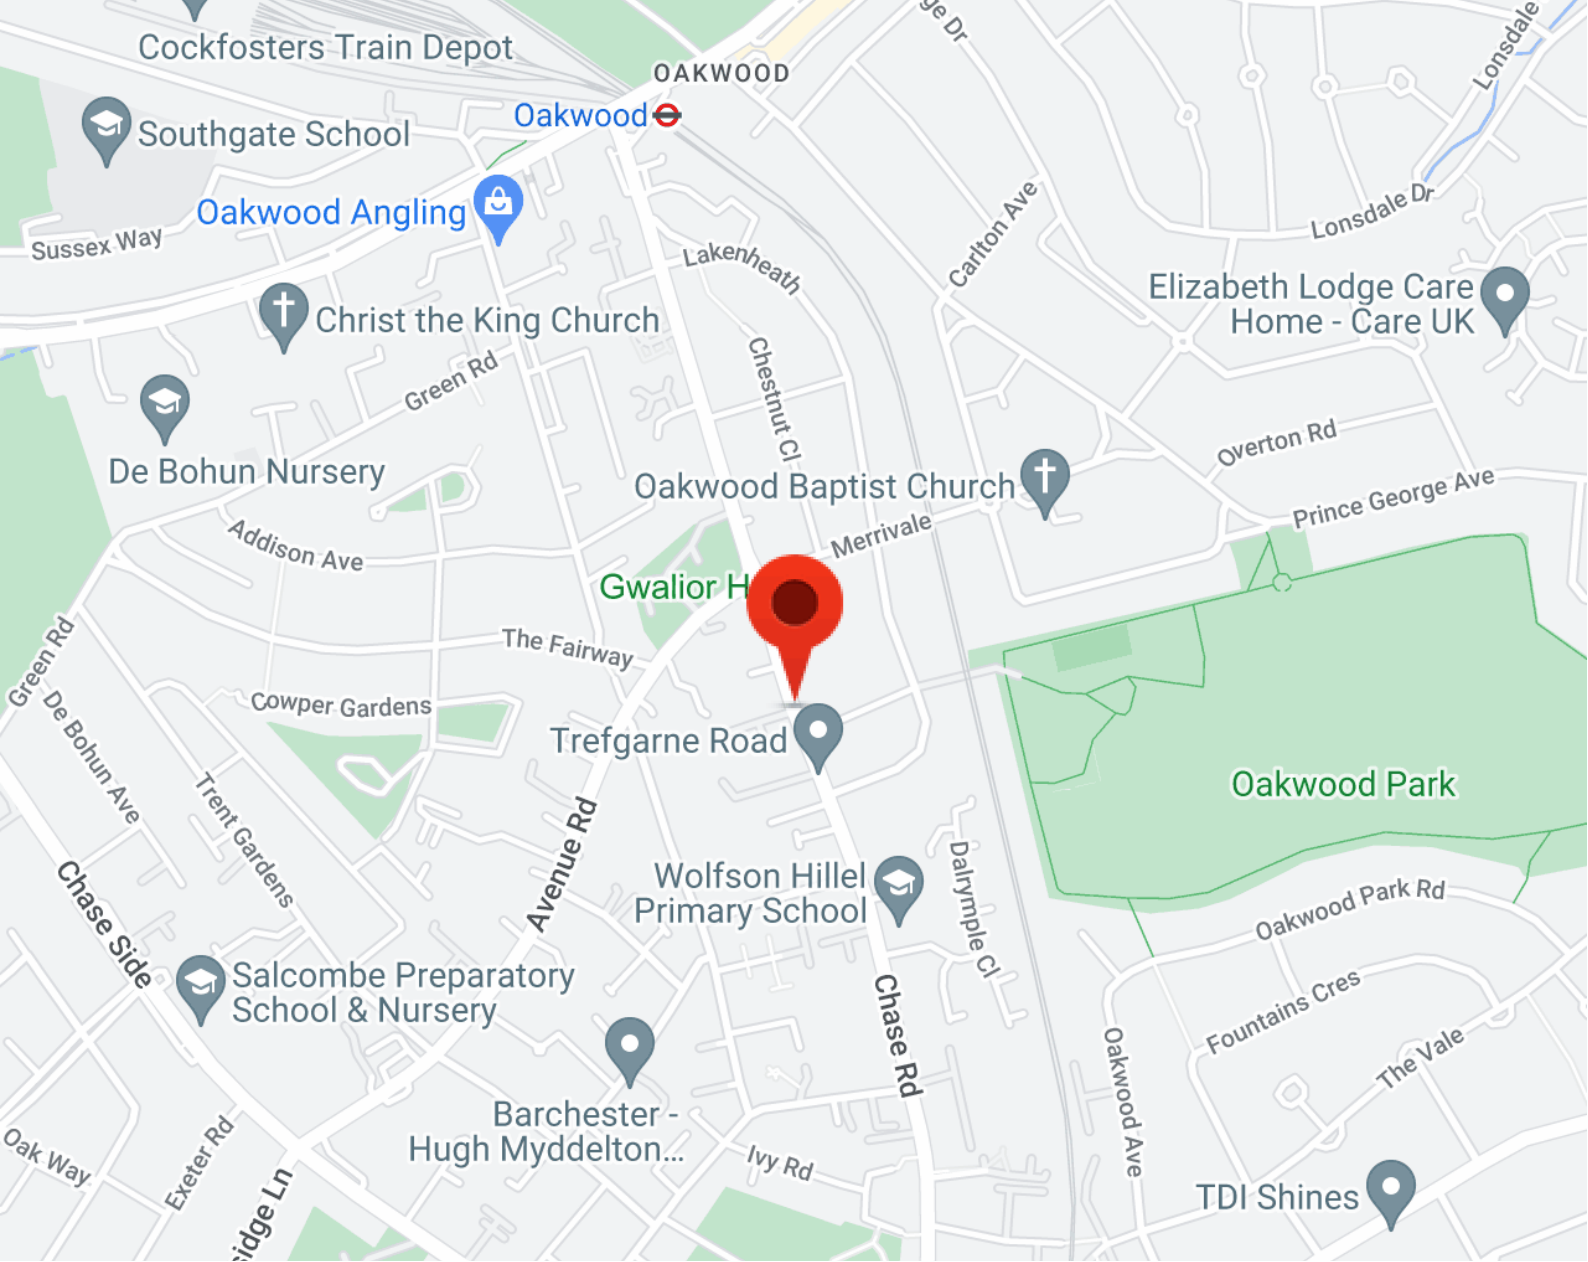 Cockfosters Train Depot
OAKWOOD
Oakwood
Southgate School
Oakwood Angling
Sussex Way
ge Dr
Lonsdale
Carlton Ave
Lonsdale Dr
Lakenheath
Elizabeth Lodge Care
Home - Care UK
Christ the King Church
Green Rd
Chestnut Cl
De Bohun Nursery
Overton Rd
Oakwood Baptist Church
Prince George Ave
Merrivale
Addison Ave
Gwalior H
Green Rd
The Fairway
Cowper Gardens
De Bohun Ave
Trefgarne Road
Oakwood Park
Trent Gardens
Avenue Rd
Wolfson Hillel
Primary School
Dalrymple Cl
Oakwood Park Rd
Chase Side
Salcombe Preparatory
School & Nursery
Chase Rd
Fountains Cres
The Vale
Oakwood Ave
Barchester -
Hugh Myddelton...
Oak Way
Exeter Rd
Ivy Rd
TDI Shines
sidge Ln